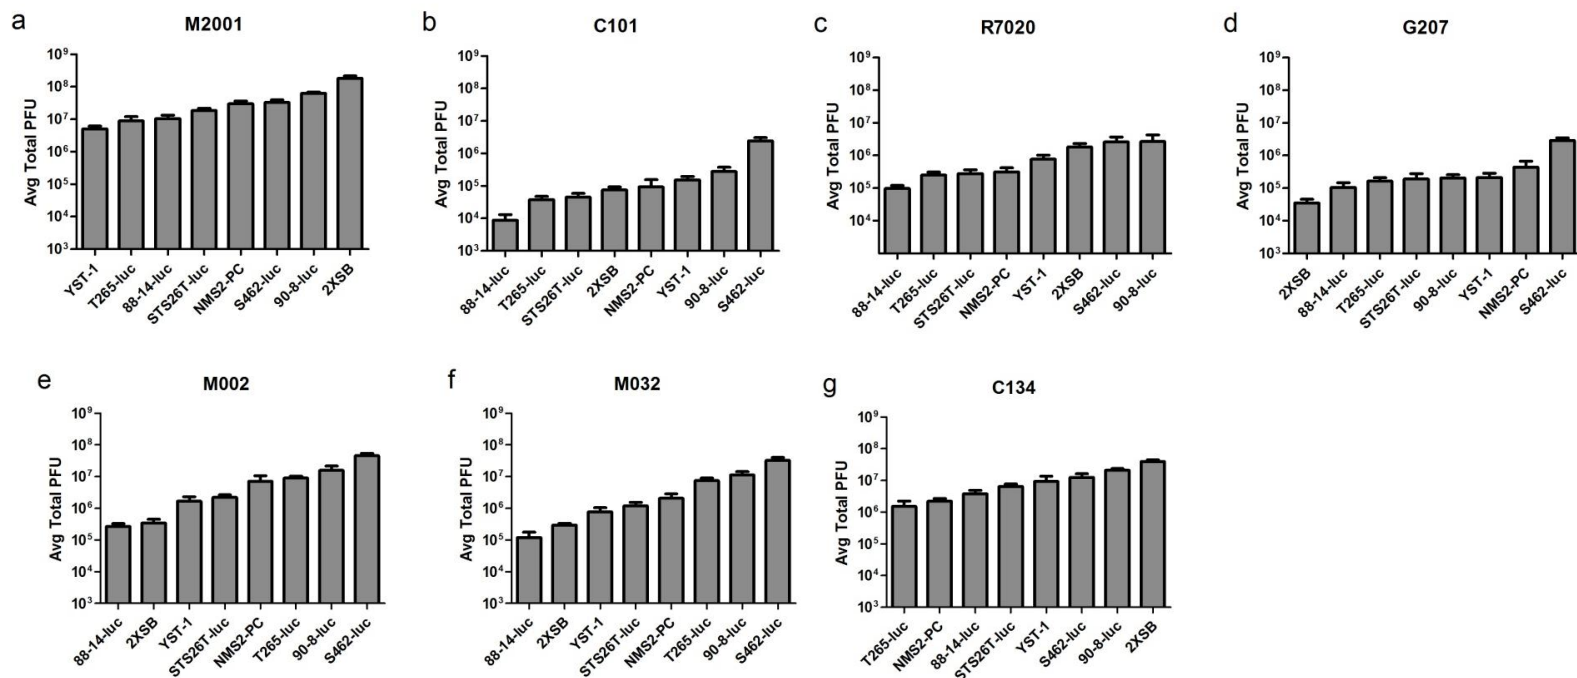 a
M2001
Avg Total PFU
10⁹
10⁸
10⁷
10⁶
10⁵
10⁴
10³
YST-1
T265-luc
88-14-luc
STS26T-luc
NMS2-PC
S462-luc
90-8-luc
2XSB
b
C101
Avg Total PFU
10⁹
10⁸
10⁷
10⁶
10⁵
10⁴
10³
88-14-luc
T265-luc
STS26T-luc
2XSB
NMS2-PC
YST-1
90-8-luc
S462-luc
c
R7020
Avg Total PFU
10⁹
10⁸
10⁷
10⁶
10⁵
10⁴
88-14-luc
T265-luc
STS26T-luc
NMS2-PC
YST-1
2XSB
S462-luc
90-8-luc
d
G207
Avg Total PFU
10⁹
10⁸
10⁷
10⁶
10⁵
10⁴
10³
2XSB
88-14-luc
T265-luc
STS26T-luc
90-8-luc
YST-1
NMS2-PC
S462-luc
e
M002
Avg Total PFU
10⁹
10⁸
10⁷
10⁶
10⁵
10⁴
10³
88-14-luc
2XSB
YST-1
STS26T-luc
NMS2-PC
T265-luc
90-8-luc
S462-luc
f
M032
Avg Total PFU
10⁹
10⁸
10⁷
10⁶
10⁵
10⁴
10³
88-14-luc
2XSB
YST-1
STS26T-luc
NMS2-PC
T265-luc
90-8-luc
S462-luc
g
C134
Avg Total PFU
10⁹
10⁸
10⁷
10⁶
10⁵
10⁴
10³
T265-luc
NMS2-PC
88-14-luc
STS26T-luc
YST-1
S462-luc
90-8-luc
2XSB